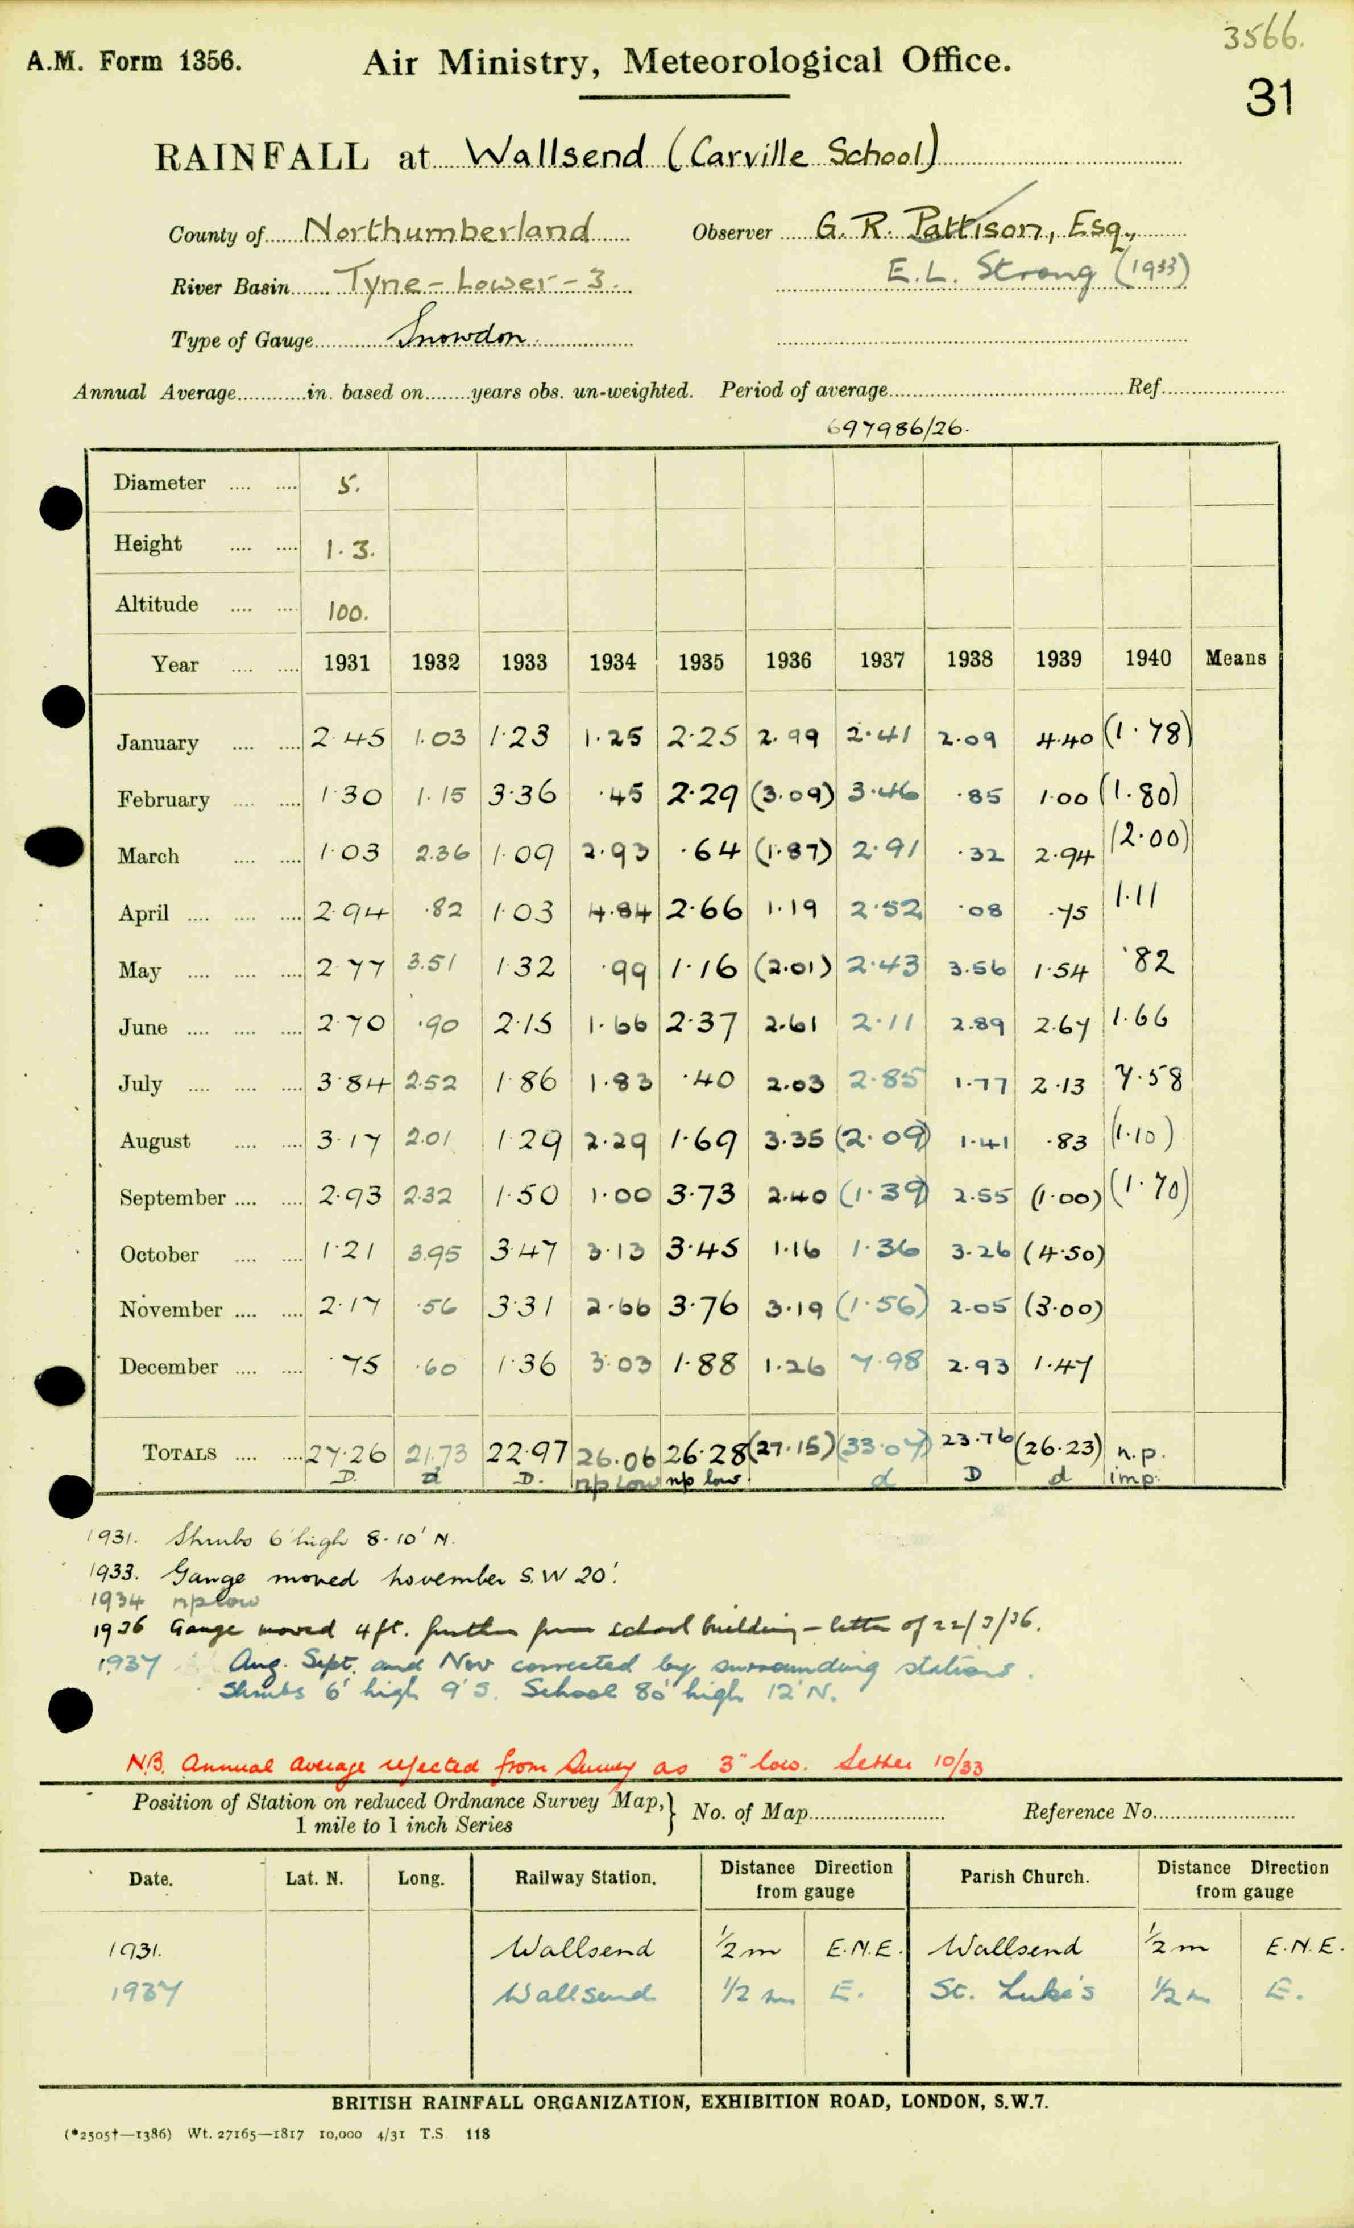 3566.
A.M. Form 1356.	Air Ministry, Meteorological Office.
31
RAINFALL at Wallsend (Carville School)
County of Northumberland	Observer G. R. Pattison, Esq.,
River Basin Tyne - Lower - 3.	E.L. Strong (1933)
Type of Gauge Snowdon
Annual Average in. based on years obs. un-weighted. Period of average Ref.
697986/26.
Diameter 5.
Height 1.3.
Altitude 100.
Year 1931 1932 1933 1934 1935 1936 1937 1938 1939 1940 Means
January 2.45 1.03 1.23 1.25 2.25 2.99 2.41 2.09 4.40 (1.78)
February 1.30 1.15 3.36 .45 2.29 (3.09) 3.46 .85 1.00 (1.80)
March 1.03 2.36 1.09 2.93 .64 (1.87) 2.91 .32 2.94 (2.00)
April 2.94 .82 1.03 4.84 2.66 1.19 2.52 .08 .75 1.11
May 2.77 3.51 1.32 .99 1.16 (2.01) 2.43 3.56 1.54 .82
June 2.70 .90 2.15 1.66 2.37 2.61 2.11 2.89 2.67 1.66
July 3.84 2.52 1.86 1.83 .40 2.03 2.85 1.77 2.13 7.58
August 3.17 2.01 1.29 2.29 1.69 3.35 (2.09) 1.41 .83 (1.10)
September 2.93 2.32 1.50 1.00 3.73 2.40 (1.39) 2.55 (1.00) (1.70)
October 1.21 3.95 3.47 3.13 3.45 1.16 1.36 3.26 (4.50)
November 2.17 .56 3.31 2.66 3.76 3.19 (1.56) 2.05 (3.00)
December .75 .60 1.36 3.03 1.88 1.26 7.98 2.93 1.47
TOTALS 27.26 21.73 22.97 26.06 26.28 (27.15) (33.07) 23.76 (26.23) n.p.
D d D. np low np low. d D d imp.
1931. Shrubs 6' high 8-10' N.
1933. Gauge moved November S.W 20'.
1934 np low
1936 Gauge moved 4ft. further from school building - letter of 22/3/36.
1937 Aug. Sept. and Nov corrected by surrounding stations.
Shrubs 6' high 9' S. School 80' high 12' N.
N.B. Annual average rejected from Survey as 3" low. Letter 10/33
Position of Station on reduced Ordnance Survey Map, } No. of Map	Reference No.
1 mile to 1 inch Series
Date. Lat. N. Long. Railway Station. Distance Direction from gauge Parish Church. Distance Direction from gauge
1931. Wallsend ½ m E.N.E. Wallsend ½ m E.N.E.
1937 Wallsend ½ m E. St. Luke's ½ m E.
BRITISH RAINFALL ORGANIZATION, EXHIBITION ROAD, LONDON, S.W.7.
(*2505†—1386) Wt. 27165—1817 10,000 4/31 T.S. 118